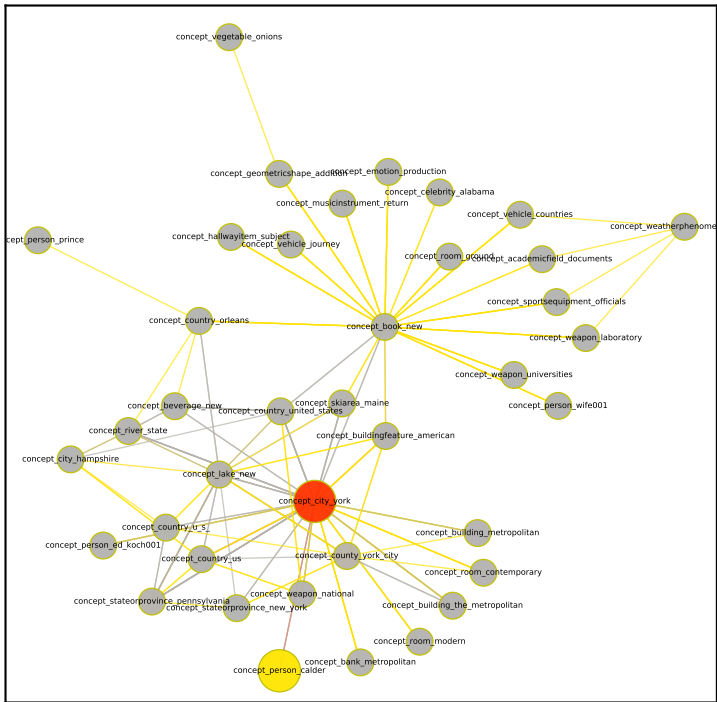 concept_vegetable_onions
concept_geometricshape_addition
concept_emotion_production
concept_celebrity_alabama
concept_musicinstrument_return
concept_vehicle_countries
concept_weatherphenome
cept_person_prince
concept_hallwayitem_subject
concept_vehicle_journey
concept_room_ground
concept_academicfield_documents
concept_sportsequipment_officials
concept_country_orleans
concept_book_new
concept_weapon_laboratory
concept_weapon_universities
concept_beverage_new
concept_country_united_states
concept_skiarea_maine
concept_person_wife001
concept_river_state
concept_buildingfeature_american
concept_city_hampshire
concept_lake_new
concept_city_york
concept_country_u_s_
concept_building_metropolitan
concept_person_ed_koch001
concept_country_us
concept_county_york_city
concept_room_contemporary
concept_stateorprovince_pennsylvania
concept_stateorprovince_new_york
concept_weapon_national
concept_building_the_metropolitan
concept_room_modern
concept_bank_metropolitan
concept_person_calder